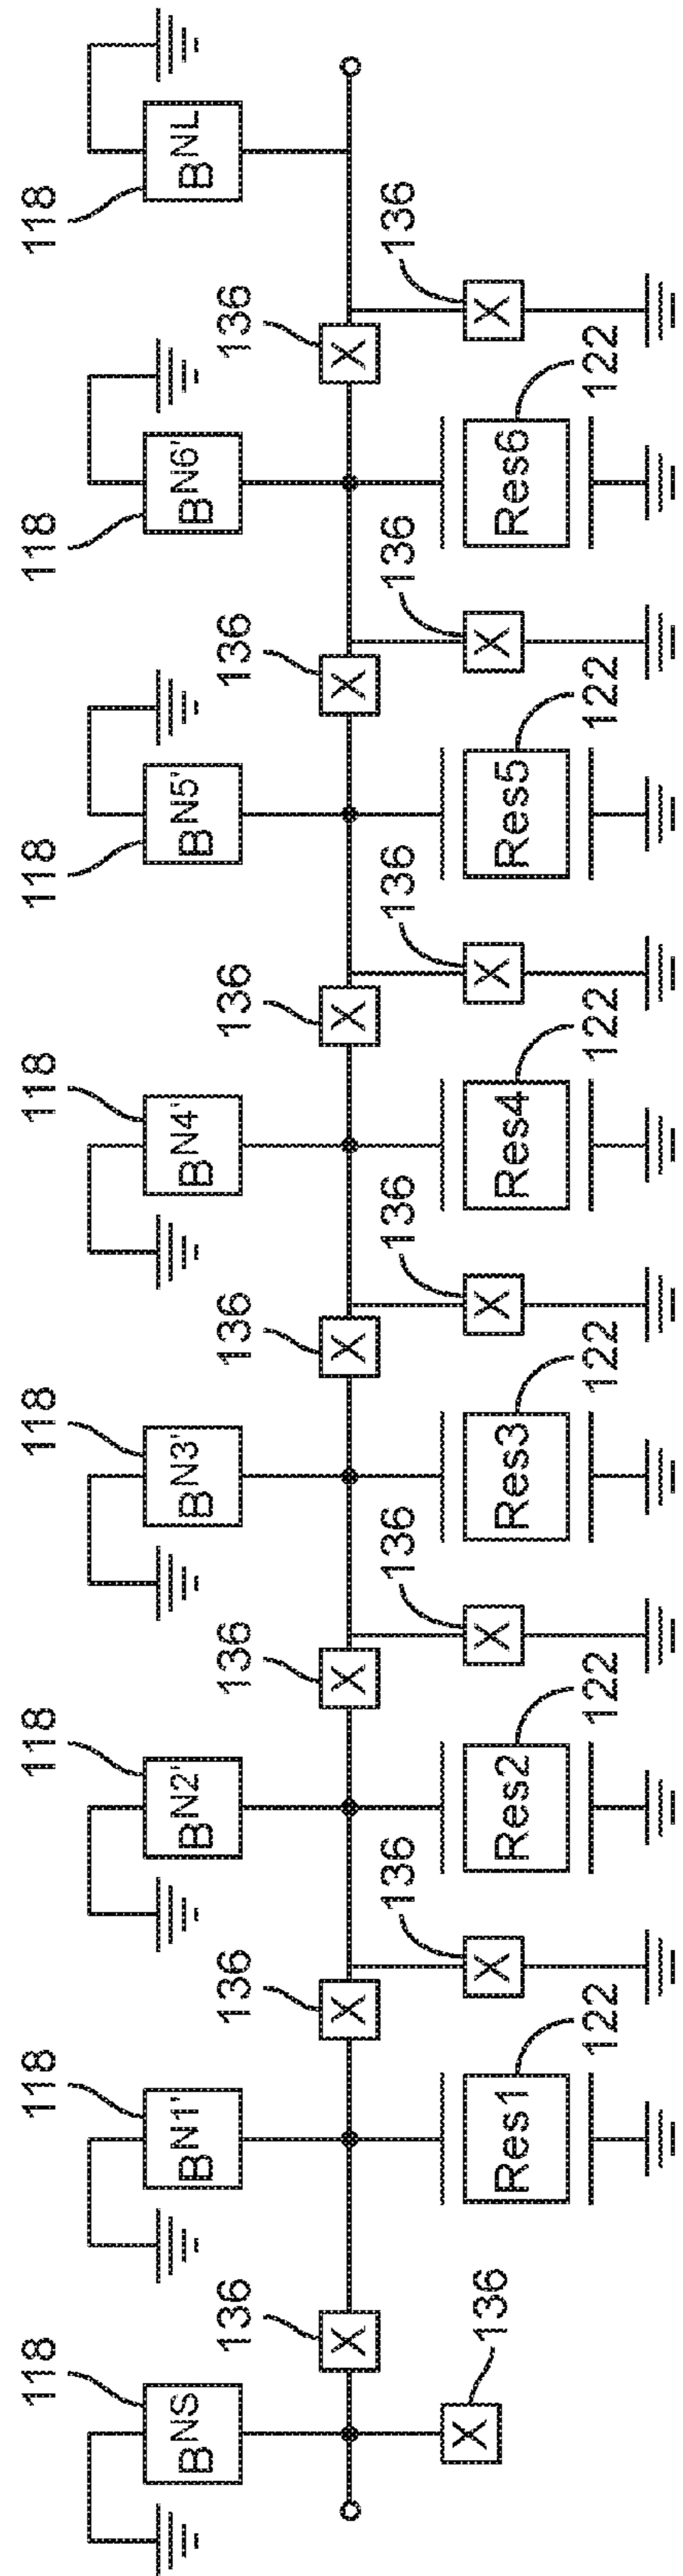 118 118 118 118 118 118 118 118
B^NS B^N1' B^N2' B^N3' B^N4' B^N5' B^N6' B^NL
136 136 136 136 136 136 136
X X X X X X X
136 136 136 136 136 136
X X X X X X X
136 Res1 Res2 Res3 Res4 Res5 Res6
122 122 122 122 122 122